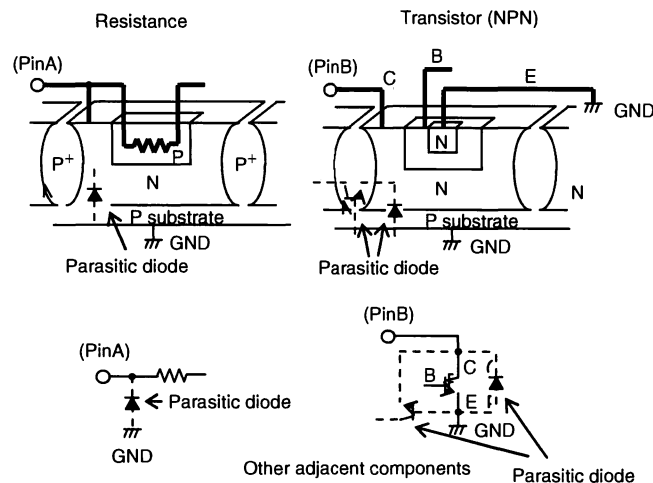 Resistance
Transistor (NPN)
(PinA)
(PinB)
C
B
E
GND
P+
P
P+
N
N
N
N
P substrate
P substrate
GND
GND
Parasitic diode
Parasitic diode
(PinB)
(PinA)
C
B
Parasitic diode
E
GND
GND
Other adjacent components
Parasitic diode